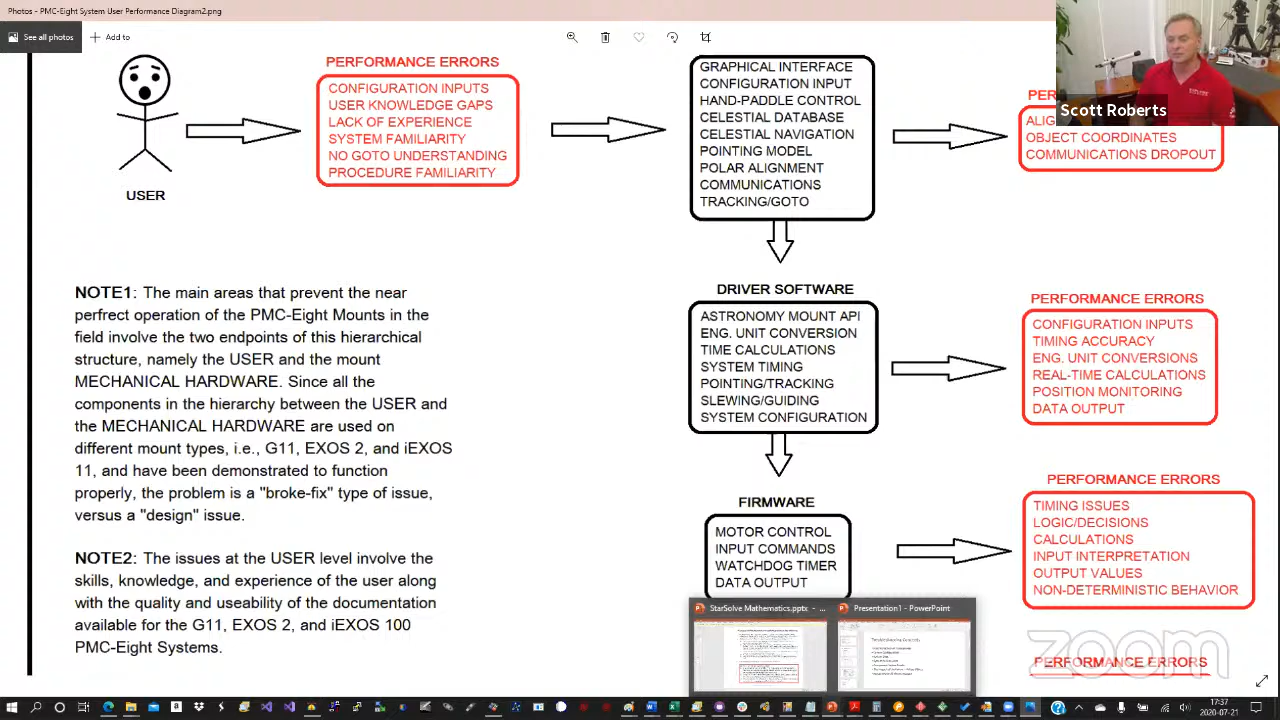 Photos - PMC-Eight System User Performance Diagram2.png
See all photos
Add to
Scott Roberts
USER
PERFORMANCE ERRORS
CONFIGURATION INPUTS
USER KNOWLEDGE GAPS
LACK OF EXPERIENCE
SYSTEM FAMILIARITY
NO GOTO UNDERSTANDING
PROCEDURE FAMILIARITY
GRAPHICAL INTERFACE
CONFIGURATION INPUT
HAND-PADDLE CONTROL
CELESTIAL DATABASE
CELESTIAL NAVIGATION
POINTING MODEL
POLAR ALIGNMENT
COMMUNICATIONS
TRACKING/GOTO
OBJECT COORDINATES
COMMUNICATIONS DROPOUT
NOTE1: The main areas that prevent the near
perfrect operation of the PMC-Eight Mounts in the
field involve the two endpoints of this hierarchical
structure, namely the USER and the mount
MECHANICAL HARDWARE. Since all the
components in the hierarchy between the USER and
the MECHANICAL HARDWARE are used on
different mount types, i.e., G11, EXOS 2, and iEXOS
11, and have been demonstrated to function
properly, the problem is a "broke-fix" type of issue,
versus a "design" issue.
NOTE2: The issues at the USER level involve the
skills, knowledge, and experience of the user along
with the quality and useability of the documentation
available for the G11, EXOS 2, and iEXOS 100
PMC-Eight Systems.
DRIVER SOFTWARE
ASTRONOMY MOUNT API
ENG. UNIT CONVERSION
TIME CALCULATIONS
SYSTEM TIMING
POINTING/TRACKING
SLEWING/GUIDING
SYSTEM CONFIGURATION
PERFORMANCE ERRORS
CONFIGURATION INPUTS
TIMING ACCURACY
ENG. UNIT CONVERSIONS
REAL-TIME CALCULATIONS
POSITION MONITORING
DATA OUTPUT
FIRMWARE
MOTOR CONTROL
INPUT COMMANDS
WATCHDOG TIMER
DATA OUTPUT
PERFORMANCE ERRORS
TIMING ISSUES
LOGIC/DECISIONS
CALCULATIONS
INPUT INTERPRETATION
OUTPUT VALUES
NON-DETERMINISTIC BEHAVIOR
StarSolve Mathematics.pptx - ...
Presentation1 - PowerPoint
PERFORMANCE ERRORS
zoom
17:37
2020-07-21